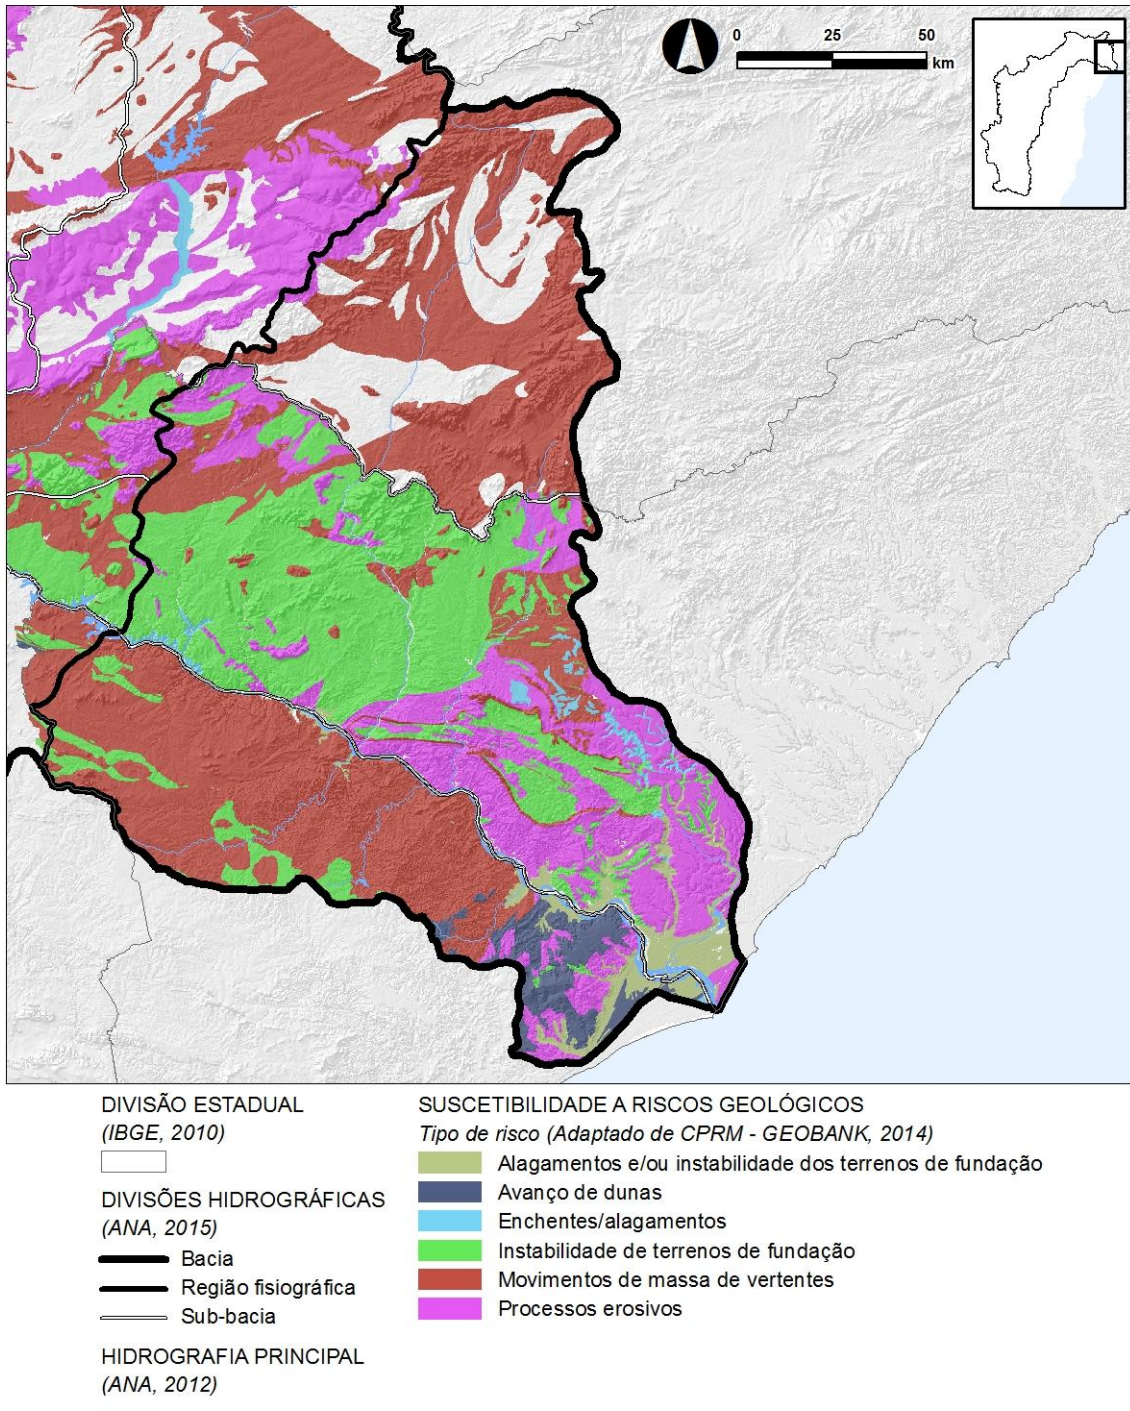 0 25 50
km
DIVISÃO ESTADUAL
(IBGE, 2010)
DIVISÕES HIDROGRÁFICAS
(ANA, 2015)
Bacia
Região fisiográfica
Sub-bacia
HIDROGRAFIA PRINCIPAL
(ANA, 2012)
SUSCETIBILIDADE A RISCOS GEOLÓGICOS
Tipo de risco (Adaptado de CPRM - GEOBANK, 2014)
Alagamentos e/ou instabilidade dos terrenos de fundação
Avanço de dunas
Enchentes/alagamentos
Instabilidade de terrenos de fundação
Movimentos de massa de vertentes
Processos erosivos